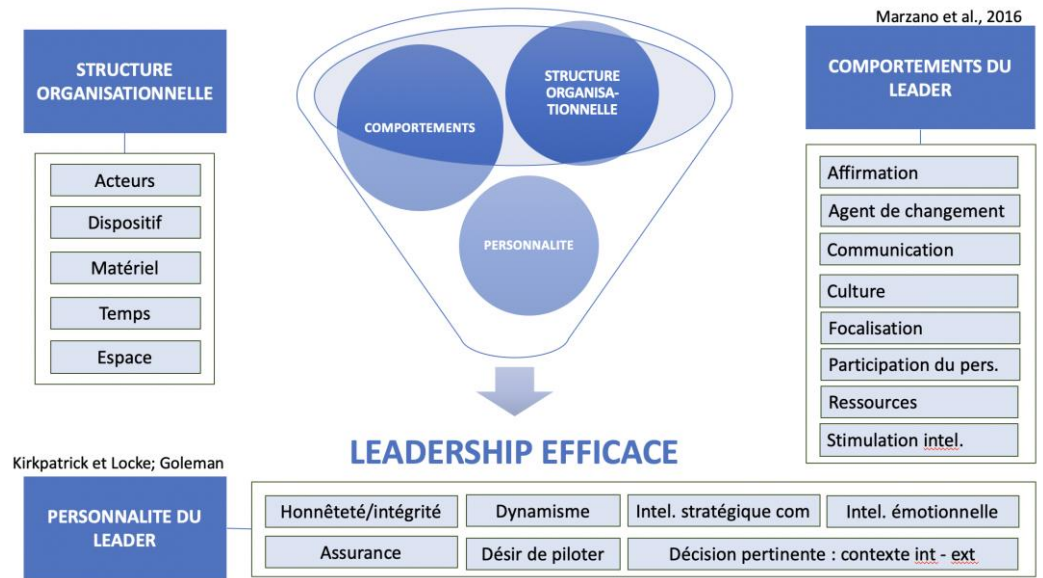 STRUCTURE
ORGANISATIONNELLE
Acteurs
Dispositif
Matériel
Temps
Espace
COMPORTEMENTS
STRUCTURE
ORGANISA-
TIONNELLE
PERSONNALITE
Marzano et al., 2016
COMPORTEMENTS DU
LEADER
Affirmation
Agent de changement
Communication
Culture
Focalisation
Participation du pers.
Ressources
Stimulation intel.
LEADERSHIP EFFICACE
Kirkpatrick et Locke; Goleman
PERSONNALITE DU
LEADER
Honnêteté/intégrité
Dynamisme
Intel. stratégique com
Intel. émotionnelle
Assurance
Désir de piloter
Décision pertinente : contexte int - ext